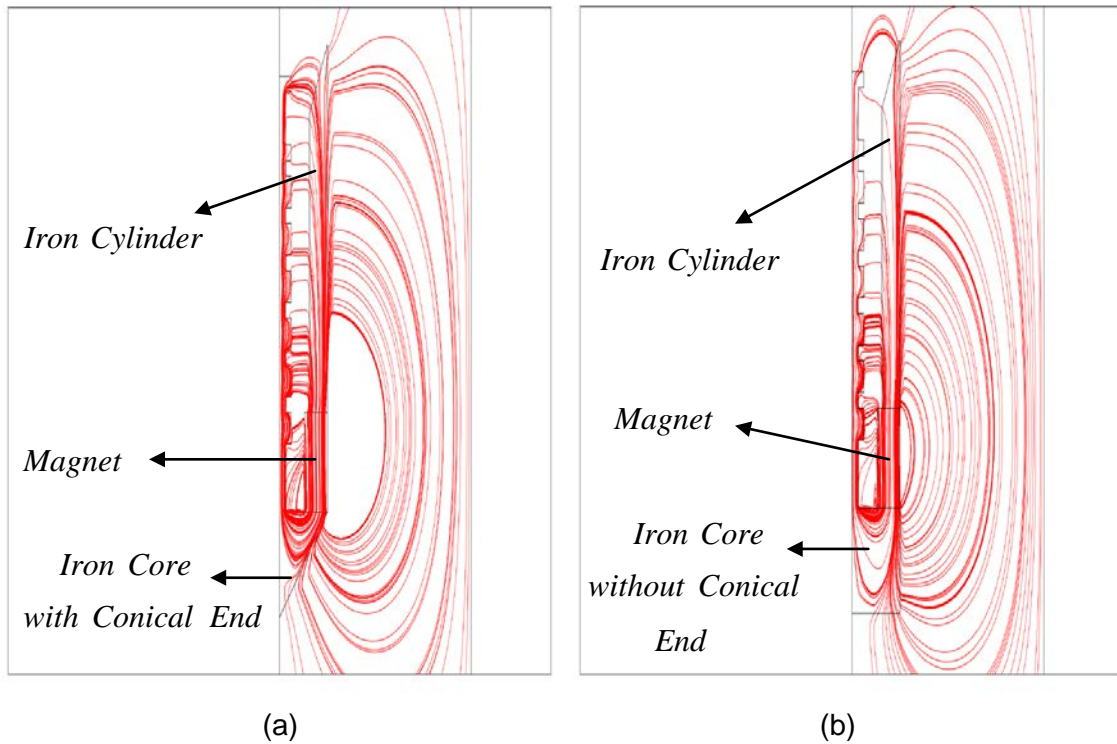 Iron Cylinder
Magnet
Iron Core
with Conical End
(a)
Iron Cylinder
Magnet
Iron Core
without Conical
End
(b)